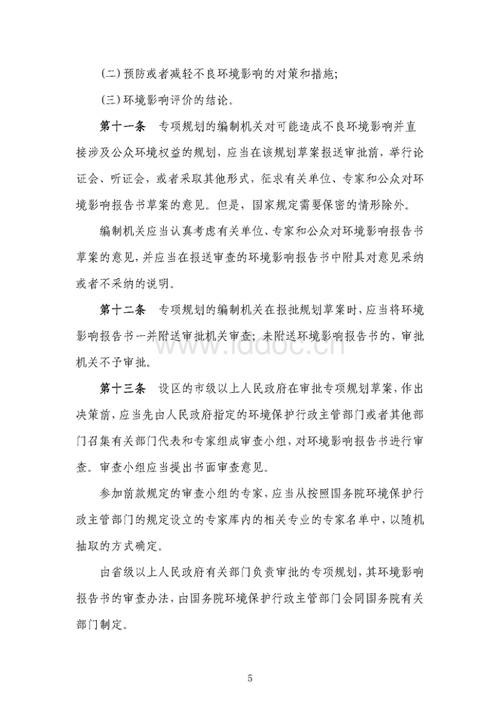 (二)预防或者减轻不良环境影响的对策和措施;
(三)环境影响评价的结论。
第十一条 专项规划的编制机关对可能造成不良环境影响并直
接涉及公众环境权益的规划，应当在该规划草案报送审批前，举行论
证会、听证会，或者采取其他形式，征求有关单位、专家和公众对环
境影响报告书草案的意见。但是，国家规定需要保密的情形除外。
编制机关应当认真考虑有关单位、专家和公众对环境影响报告书
草案的意见，并应当在报送审查的环境影响报告书中附具对意见采纳
或者不采纳的说明。
第十二条 专项规划的编制机关在报批规划草案时，应当将环境
影响报告书一并附送审批机关审查；未附送环境影响报告书的，审批
机关不予审批。
第十三条 设区的市级以上人民政府在审批专项规划草案，作出
决策前，应当先由人民政府指定的环境保护行政主管部门或者其他部
门召集有关部门代表和专家组成审查小组，对环境影响报告书进行审
查。审查小组应当提出书面审查意见。
参加前款规定的审查小组的专家，应当从按照国务院环境保护行
政主管部门的规定设立的专家库内的相关专业的专家名单中，以随机
抽取的方式确定。
由省级以上人民政府有关部门负责审批的专项规划，其环境影响
报告书的审查办法，由国务院环境保护行政主管部门会同国务院有关
部门制定。
5